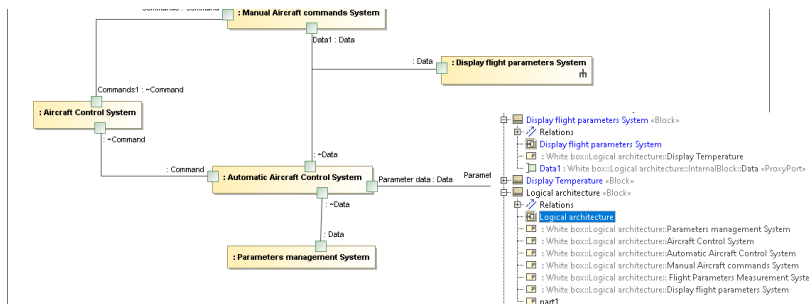 : Manual Aircraft commands System
Data1 : Data
: Data
: Display flight parameters System
Commands1 : ~Command
: Aircraft Control System
: ~Command
: ~Data
: Command
: Automatic Aircraft Control System
Parameter data : Data
: ~Data
: Data
: Parameters management System
Display flight parameters System «Block»
Relations
Display flight parameters System
: White box::Logical architecture::Display Temperature
Data1 : White box::Logical architecture::InternalBlock::Data «ProxyPort»
Display Temperature «Block»
Logical architecture «Block»
Relations
Logical architecture
: White box::Logical architecture::Parameters management System
: White box::Logical architecture::Aircraft Control System
: White box::Logical architecture::Automatic Aircraft Control System
: White box::Logical architecture::Manual Aircraft commands System
: White box::Logical architecture:: Flight Parameters Measurement Syste
: White box::Logical architecture::Display flight parameters System
part1